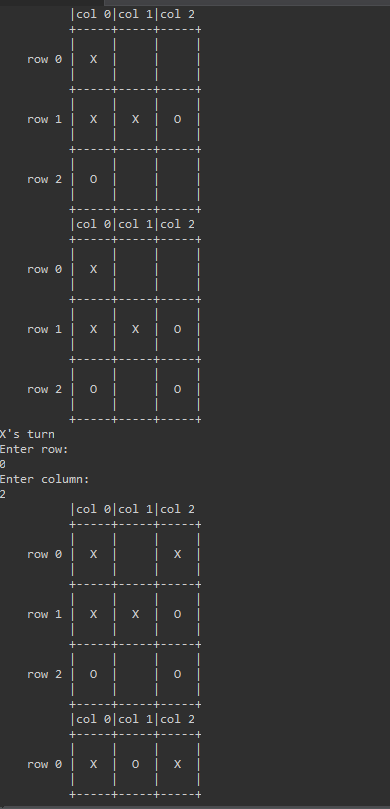 |col 0|col 1|col 2
+-----+-----+-----+
|     |     |     |
row 0 |  X  |     |     |
|     |     |     |
+-----+-----+-----+
|     |     |     |
row 1 |  X  |  X  |  O  |
|     |     |     |
+-----+-----+-----+
|     |     |     |
row 2 |  O  |     |     |
|     |     |     |
+-----+-----+-----+
|col 0|col 1|col 2
+-----+-----+-----+
|     |     |     |
row 0 |  X  |     |     |
|     |     |     |
+-----+-----+-----+
|     |     |     |
row 1 |  X  |  X  |  O  |
|     |     |     |
+-----+-----+-----+
|     |     |     |
row 2 |  O  |     |  O  |
|     |     |     |
+-----+-----+-----+
X's turn
Enter row:
0
Enter column:
2
|col 0|col 1|col 2
+-----+-----+-----+
|     |     |     |
row 0 |  X  |     |  X  |
|     |     |     |
+-----+-----+-----+
|     |     |     |
row 1 |  X  |  X  |  O  |
|     |     |     |
+-----+-----+-----+
|     |     |     |
row 2 |  O  |     |  O  |
|     |     |     |
+-----+-----+-----+
|col 0|col 1|col 2
+-----+-----+-----+
|     |     |     |
row 0 |  X  |  O  |  X  |
|     |     |     |
+-----+-----+-----+